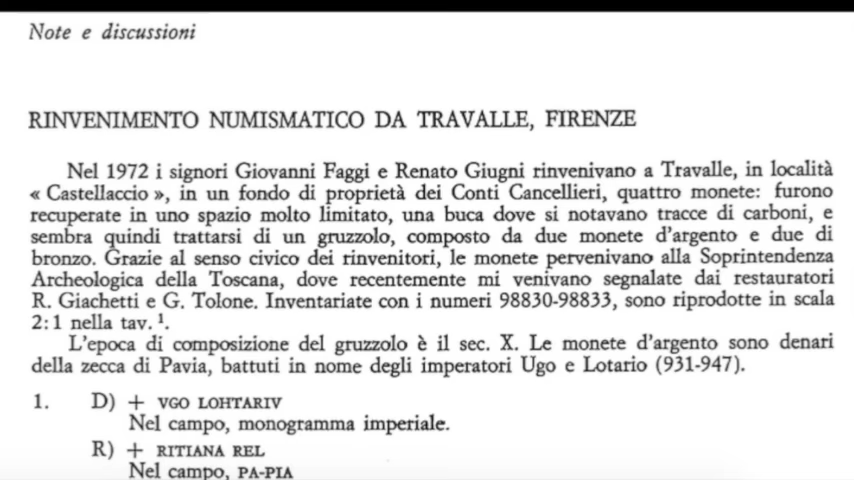 Note e discussioni
RINVENIMENTO NUMISMATICO DA TRAVALLE, FIRENZE
Nel 1972 i signori Giovanni Faggi e Renato Giugni rinvenivano a Travalle, in località
« Castellaccio », in un fondo di proprietà dei Conti Cancellieri, quattro monete: furono
recuperate in uno spazio molto limitato, una buca dove si notavano tracce di carboni, e
sembra quindi trattarsi di un gruzzolo, composto da due monete d'argento e due di
bronzo. Grazie al senso civico dei rinvenitori, le monete pervenivano alla Soprintendenza
Archeologica della Toscana, dove recentemente mi venivano segnalate dai restauratori
R. Giachetti e G. Tolone. Inventariate con i numeri 98830-98833, sono riprodotte in scala
2:1 nella tav. ¹.
L'epoca di composizione del gruzzolo è il sec. X. Le monete d'argento sono denari
della zecca di Pavia, battuti in nome degli imperatori Ugo e Lotario (931-947).
1. D) + VGO LOHTARIV
Nel campo, monogramma imperiale.
R) + RITIANA REL
Nel campo, PA-PIA